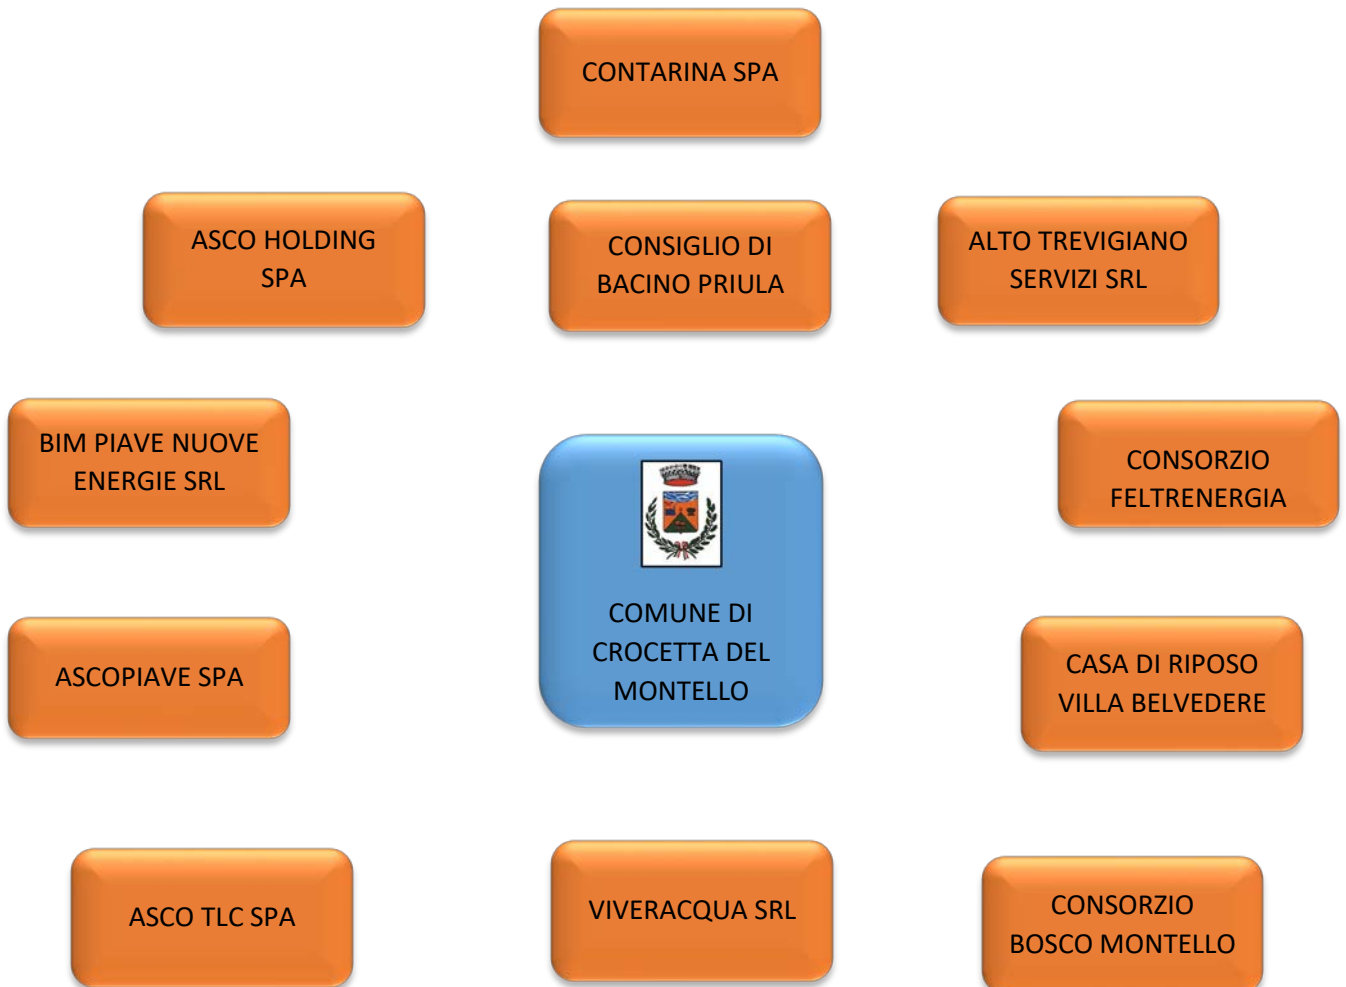 CONTARINA SPA
ASCO HOLDING
SPA
CONSIGLIO DI
BACINO PRIULA
ALTO TREVIGIANO
SERVIZI SRL
BIM PIAVE NUOVE
ENERGIE SRL
CONSORZIO
FELTRENERGIA
COMUNE DI
CROCETTA DEL
MONTELLO
ASCOPIAVE SPA
CASA DI RIPOSO
VILLA BELVEDERE
ASCO TLC SPA
VIVERACQUA SRL
CONSORZIO
BOSCO MONTELLO